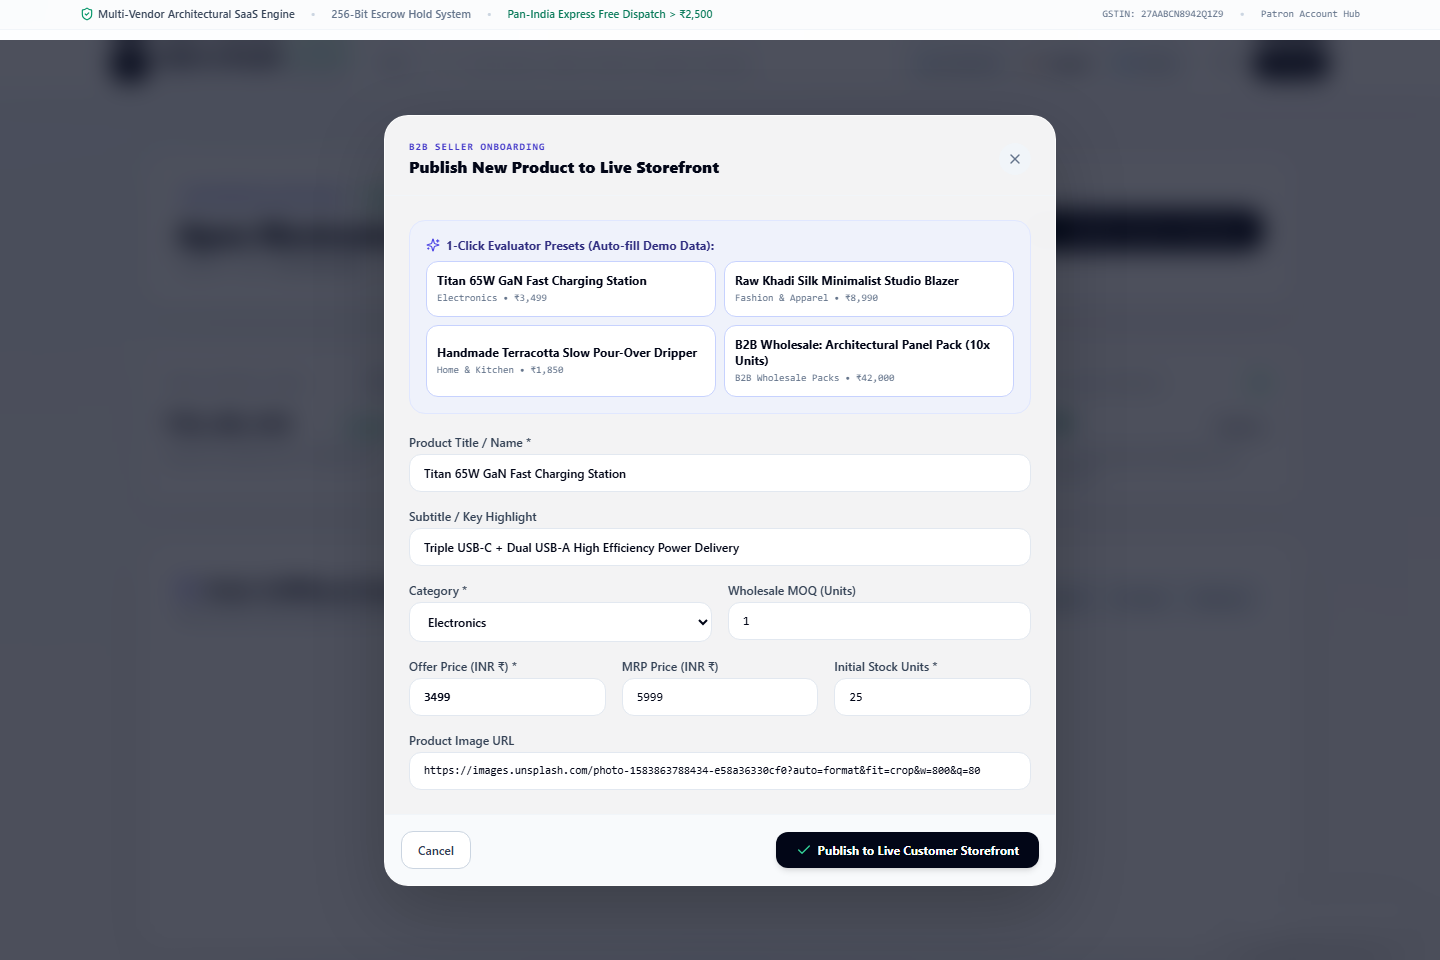 Multi-Vendor Architectural SaaS Engine • 256-Bit Escrow Hold System • Pan-India Express Free Dispatch > ₹2,500 GSTIN: 27AABCN8942Q1Z9 • Patron Account Hub
B2B SELLER ONBOARDING
Publish New Product to Live Storefront
1-Click Evaluator Presets (Auto-fill Demo Data):
Titan 65W GaN Fast Charging Station
Electronics • ₹3,499
Raw Khadi Silk Minimalist Studio Blazer
Fashion & Apparel • ₹8,990
Handmade Terracotta Slow Pour-Over Dripper
Home & Kitchen • ₹1,850
B2B Wholesale: Architectural Panel Pack (10x
Units)
B2B Wholesale Packs • ₹42,000
Product Title / Name *
Titan 65W GaN Fast Charging Station
Subtitle / Key Highlight
Triple USB-C + Dual USB-A High Efficiency Power Delivery
Category *
Electronics
Wholesale MOQ (Units)
1
Offer Price (INR ₹) *
3499
MRP Price (INR ₹)
5999
Initial Stock Units *
25
Product Image URL
https://images.unsplash.com/photo-1583863788434-e58a36330cf0?auto=format&fit=crop&w=800&q=80
Cancel
Publish to Live Customer Storefront